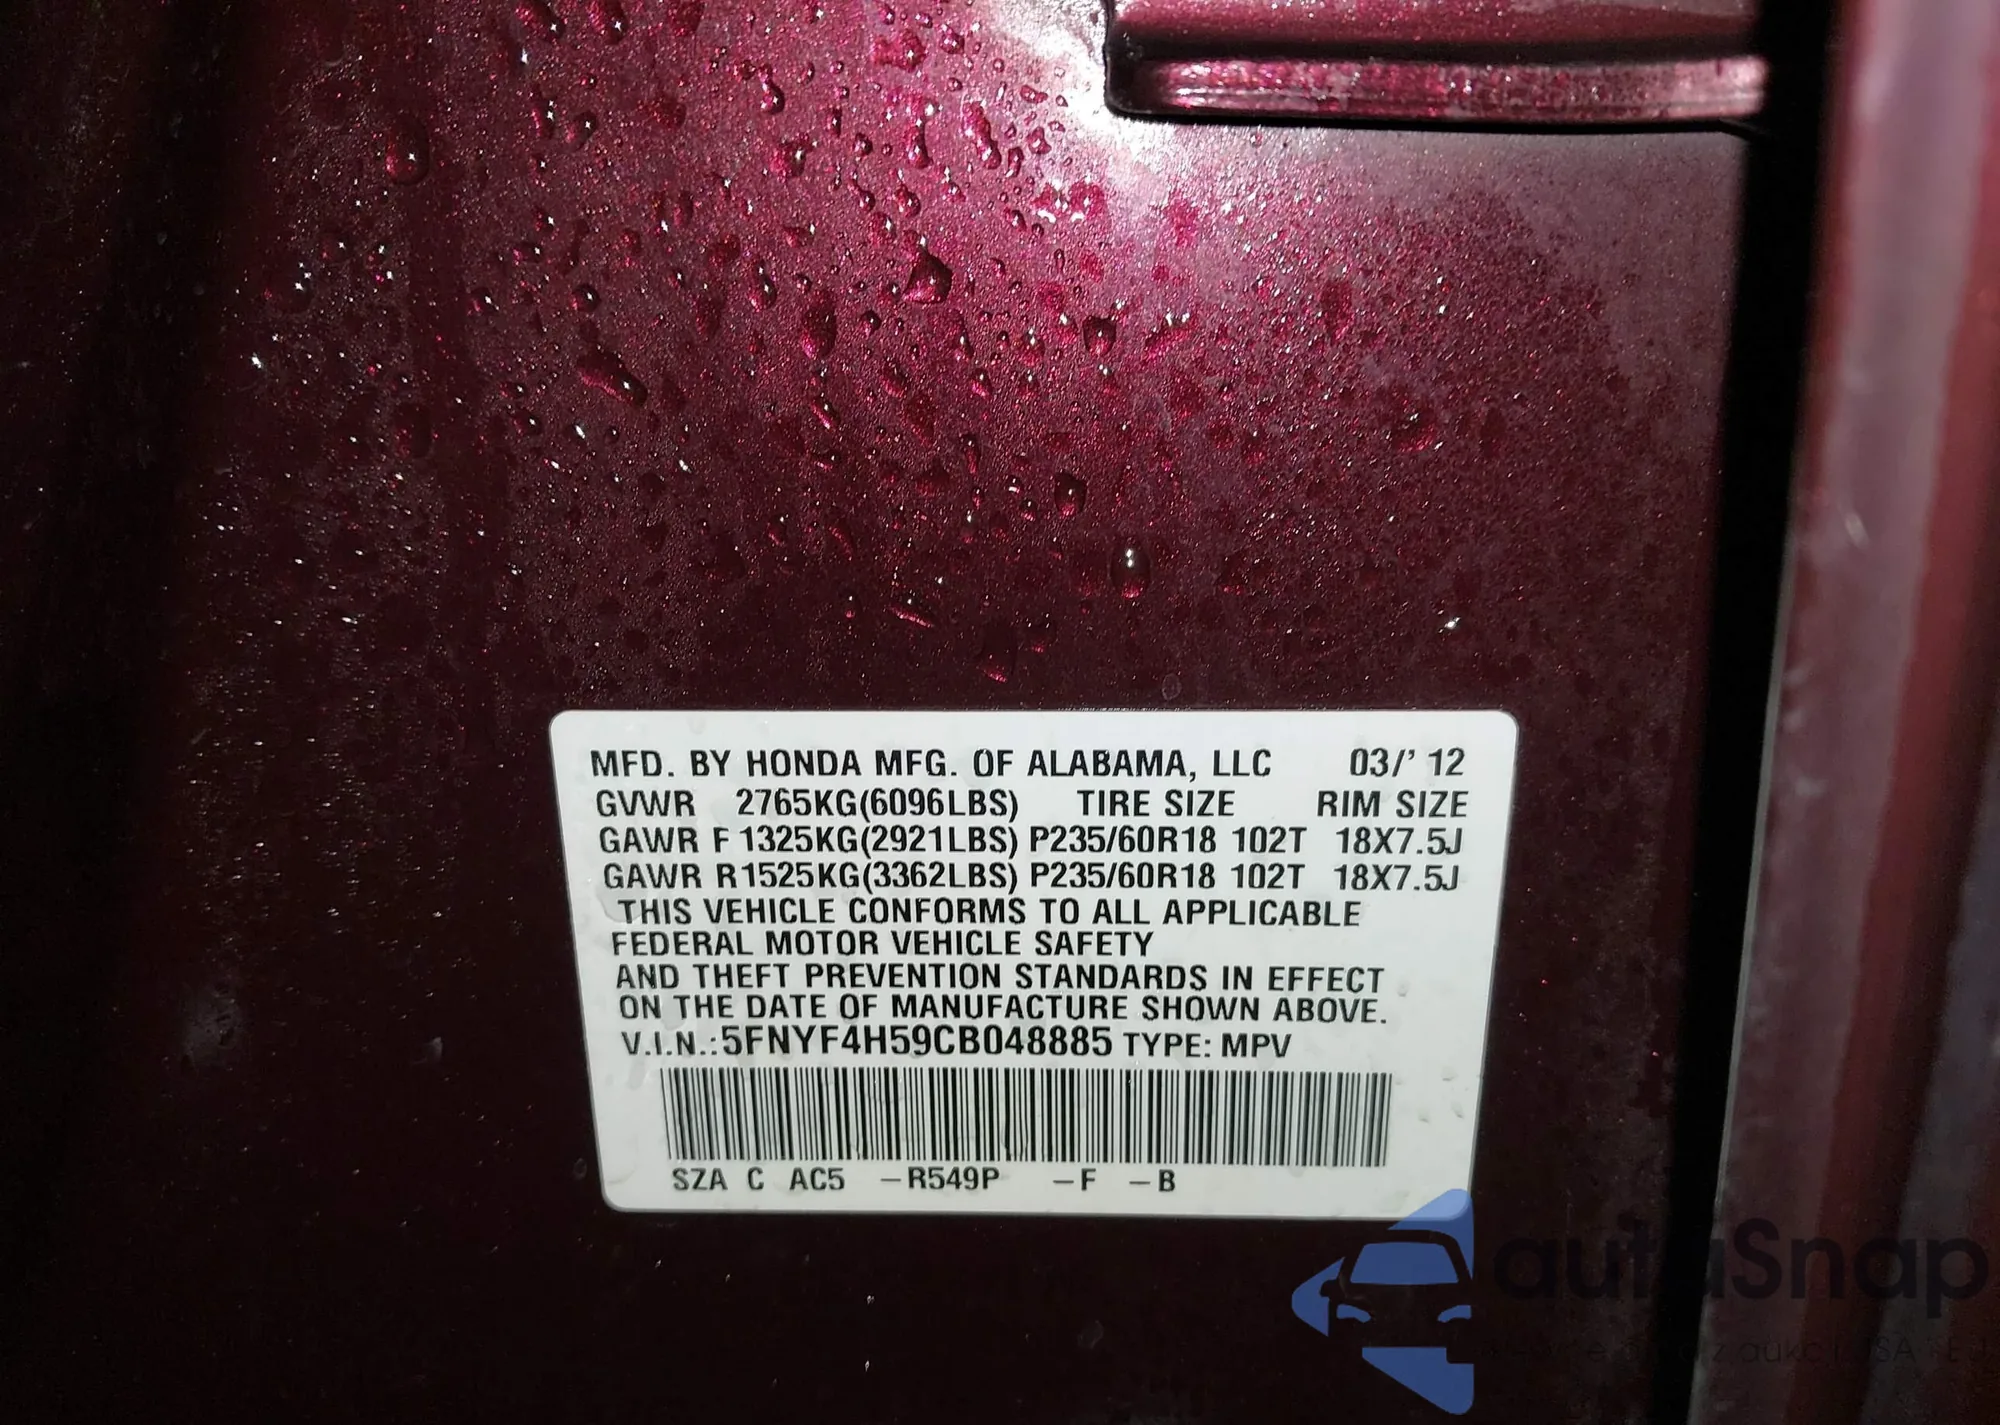 MFD. BY HONDA MFG. OF ALABAMA, LLC 03/' 12
GVWR 2765KG(6096LBS) TIRE SIZE RIM SIZE
GAWR F 1325KG(2921LBS) P235/60R18 102T 18X7.5J
GAWR R 1525KG(3362LBS) P235/60R18 102T 18X7.5J
THIS VEHICLE CONFORMS TO ALL APPLICABLE
FEDERAL MOTOR VEHICLE SAFETY
AND THEFT PREVENTION STANDARDS IN EFFECT
ON THE DATE OF MANUFACTURE SHOWN ABOVE.
V.I.N.:5FNYF4H59CB048885 TYPE: MPV
SZA C AC5 –R549P –F –B
autoSnap